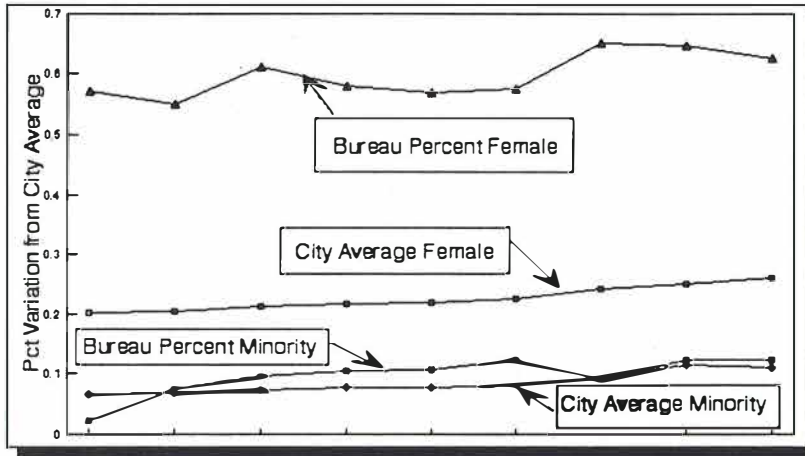 Pct Variation from City Average
0.7
0.6
0.5
0.4
0.3
0.2
0.1
0
Bureau Percent Female
City Average Female
Bureau Percent Minority
City Average Minority